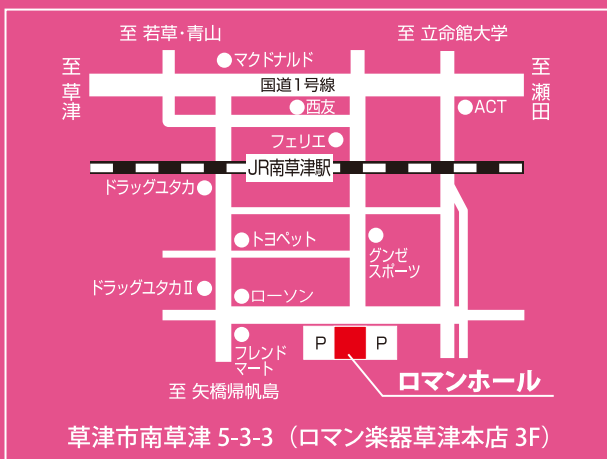 至 若草・青山
至 立命館大学
マクドナルド
至草津
国道1号線
至瀬田
西友
ACT
フェリエ
JR南草津駅
ドラッグユタカ
トヨペット
グンゼ
スポーツ
ドラッグユタカⅡ
ローソン
P
P
フレンド
マート
ロマンホール
至 矢橋帰帆島
草津市南草津 5-3-3（ロマン楽器草津本店 3F）